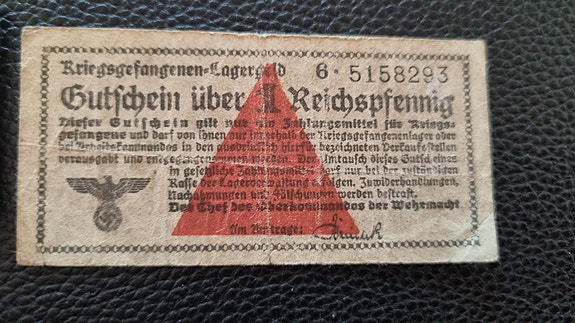 Kriegsgefangenen-Lagergeld 6·5158293
Gutschein über 1 Reichspfennig
Dieser Gutschein gilt nur als Zahlungsmittel für Kriegs-
gefangene und darf von ihnen nur innerhalb der Kriegsgefangenenlager oder
bei Arbeitskommandos in den ausdrücklich hierfür bezeichneten Verkaufsstellen
verausgabt und entgegengenommen werden. Der Umtausch dieses Gutscheines
in gesetzliche Zahlungsmittel darf nur bei der zuständigen
Kasse der Lagerverwaltung erfolgen. Zuwiderhandlungen,
Nachahmungen und Fälschungen werden bestraft.
Der Chef des Oberkommandos der Wehrmacht
Im Auftrage: